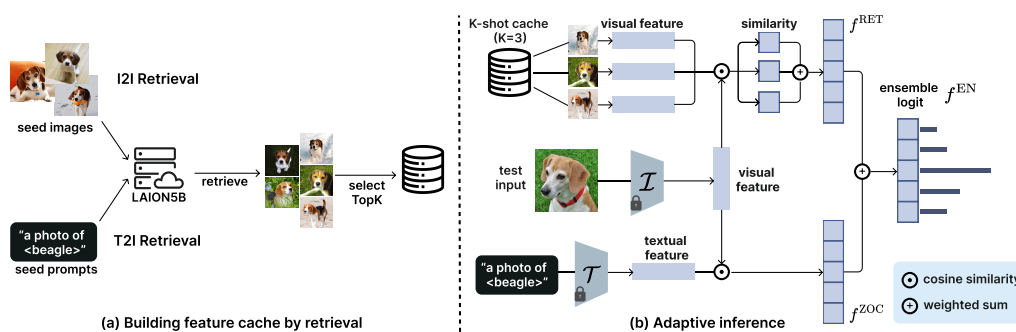 I2I Retrieval
seed images
LAION5B
retrieve
select
TopK
"a photo of
<beagle>"
seed prompts
T2I Retrieval
(a) Building feature cache by retrieval
K-shot cache
(K=3)
visual feature
similarity
f^RET
ensemble
logit
f^EN
test
input
I
visual
feature
"a photo of
<beagle>"
T
textual
feature
f^ZOC
cosine similarity
weighted sum
(b) Adaptive inference